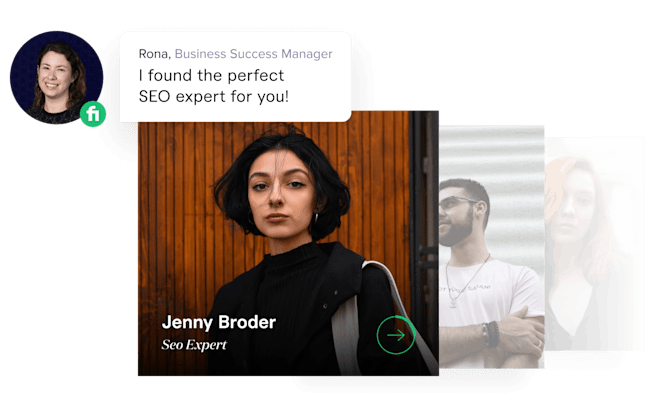 Rona, Business Success Manager
I found the perfect
SEO expert for you!
fi
Jenny Broder
Seo Expert